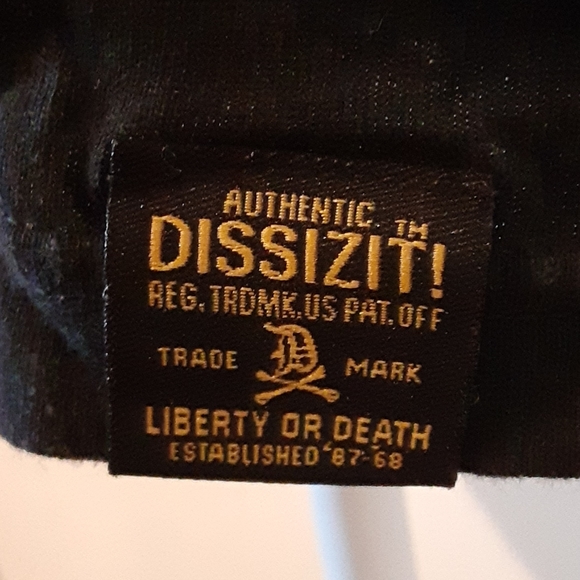 AUTHENTIC TM
DISSIZIT!
REG. TRDMK. US PAT. OFF
TRADE D MARK
LIBERTY OR DEATH
ESTABLISHED '87-68